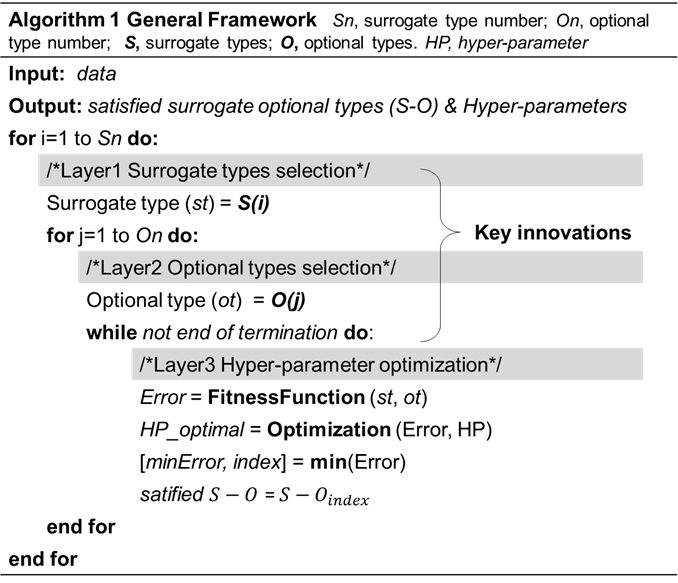 Algorithm 1 General Framework Sn, surrogate type number; On, optional
type number; S, surrogate types; O, optional types. HP, hyper-parameter
Input: data
Output: satisfied surrogate optional types (S-O) & Hyper-parameters
for i=1 to Sn do:
/*Layer1 Surrogate types selection*/
Surrogate type (st) = S(i)
for j=1 to On do:
Key innovations
/*Layer2 Optional types selection*/
Optional type (ot) = O(j)
while not end of termination do:
/*Layer3 Hyper-parameter optimization*/
Error = FitnessFunction (st, ot)
HP_optimal = Optimization (Error, HP)
[minError, index] = min(Error)
satified S − O = S − O_index
end for
end for